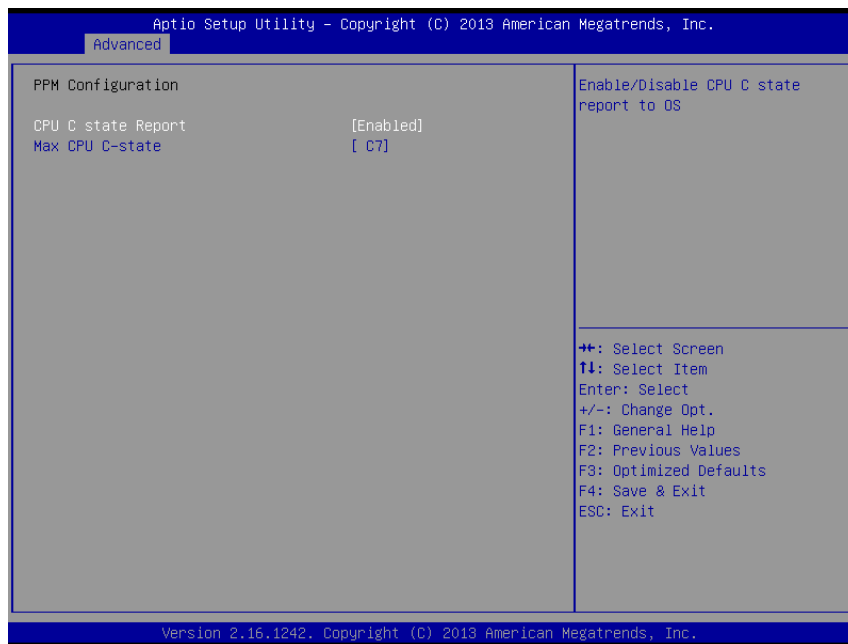 Aptio Setup Utility – Copyright (C) 2013 American Megatrends, Inc.
Advanced
PPM Configuration
CPU C state Report [Enabled]
Max CPU C-state [ C7]
Enable/Disable CPU C state
report to OS
→←: Select Screen
↑↓: Select Item
Enter: Select
+/-: Change Opt.
F1: General Help
F2: Previous Values
F3: Optimized Defaults
F4: Save & Exit
ESC: Exit
Version 2.16.1242. Copyright (C) 2013 American Megatrends, Inc.